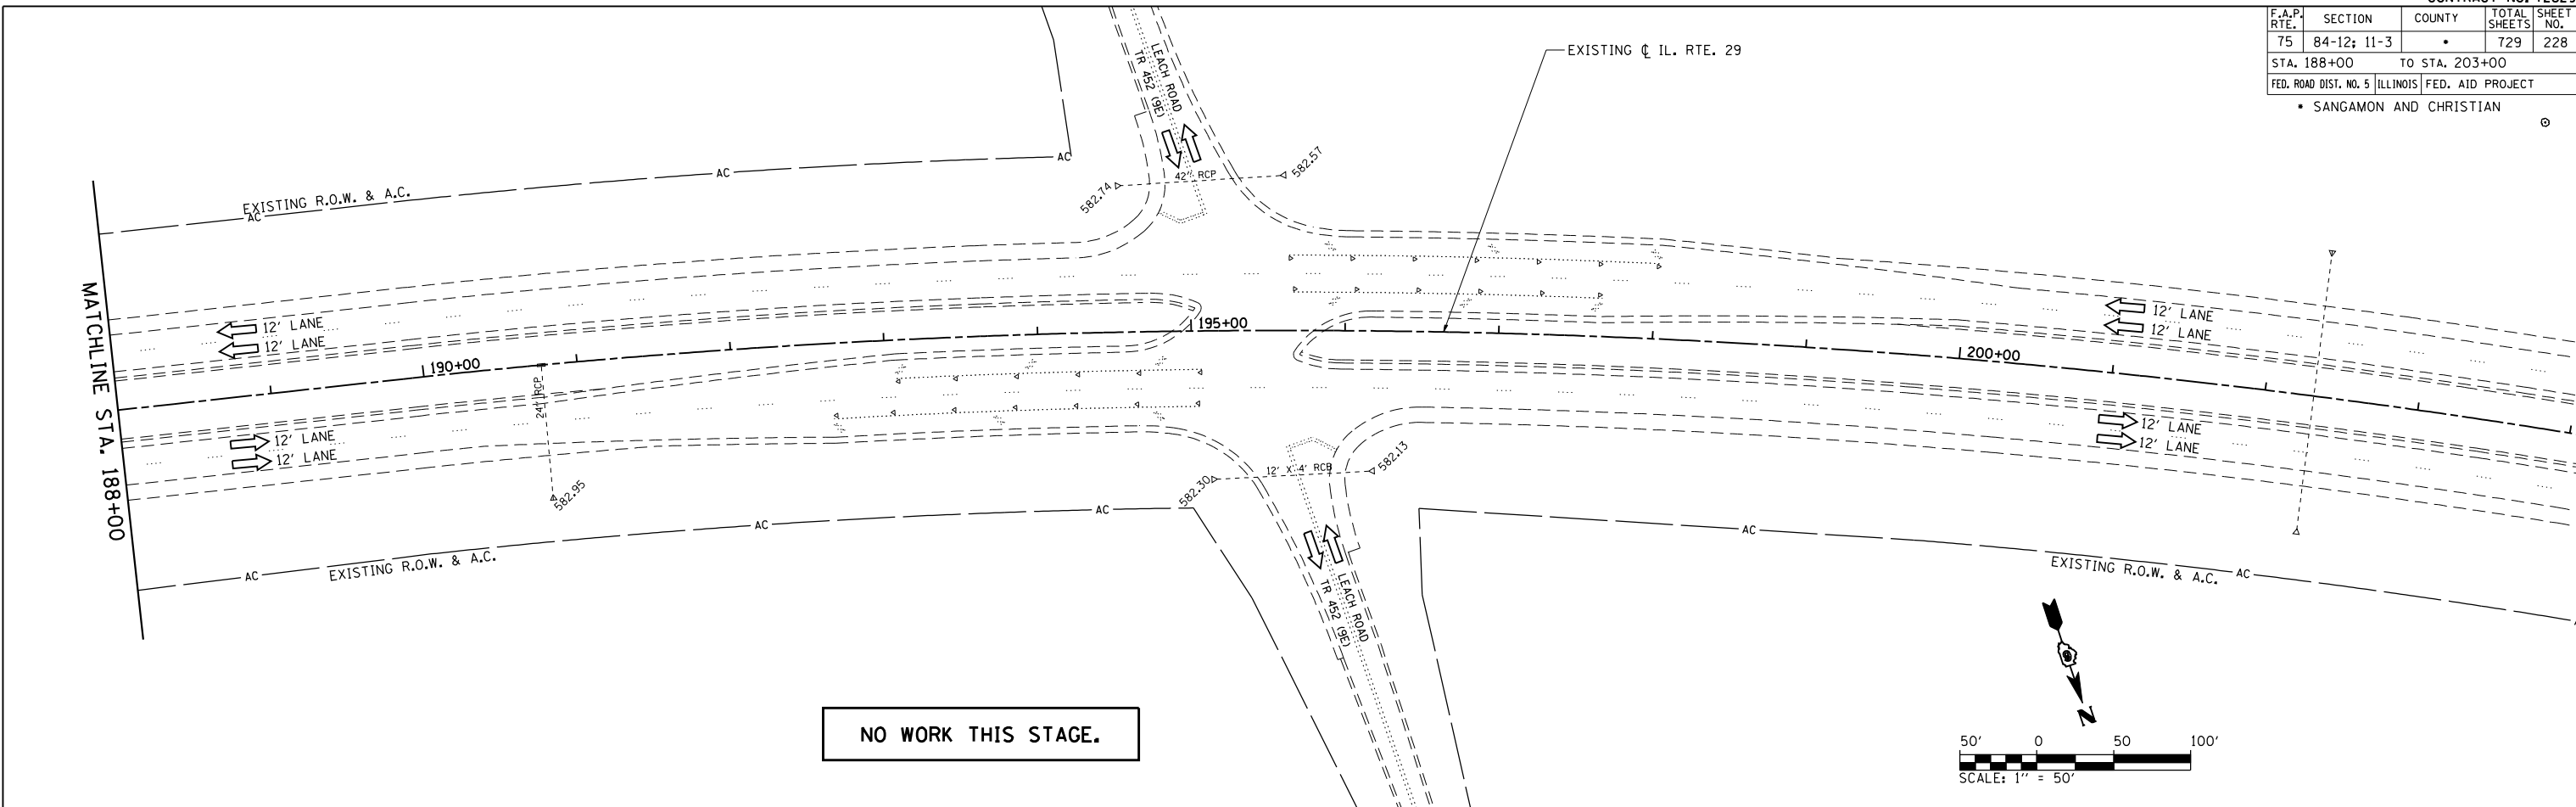 F.A.P. RTE. SECTION COUNTY TOTAL SHEETS SHEET NO.
75 84-12; 11-3 * 729 228
STA. 188+00 TO STA. 203+00
FED. ROAD DIST. NO. 5 ILLINOIS FED. AID PROJECT
* SANGAMON AND CHRISTIAN
EXISTING ℄ IL. RTE. 29
LEACH ROAD
TR 452 (9E)
582.74
42" RCP
582.57
AC
AC
EXISTING R.O.W. & A.C.
AC
MATCHLINE STA. 188+00
12' LANE
12' LANE
190+00
195+00
200+00
12' LANE
12' LANE
24" RCP
582.95
12' LANE
12' LANE
12' LANE
12' LANE
12' X 4' RCB
582.30
582.13
AC
AC
AC
EXISTING R.O.W. & A.C.
AC
EXISTING R.O.W. & A.C.
AC
LEACH ROAD
TR 452 (9E)
NO WORK THIS STAGE.
N
50' 0 50 100'
SCALE: 1" = 50'